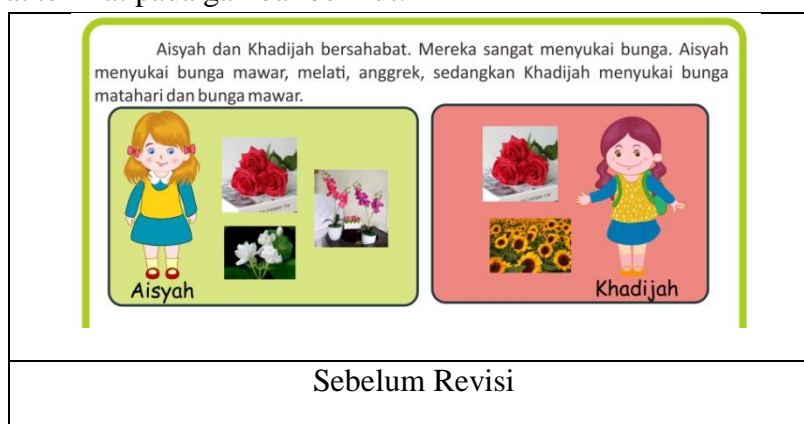 Aisyah dan Khadijah bersahabat. Mereka sangat menyukai bunga. Aisyah
menyukai bunga mawar, melati, anggrek, sedangkan Khadijah menyukai bunga
matahari dan bunga mawar.
Aisyah
Khadijah
Sebelum Revisi